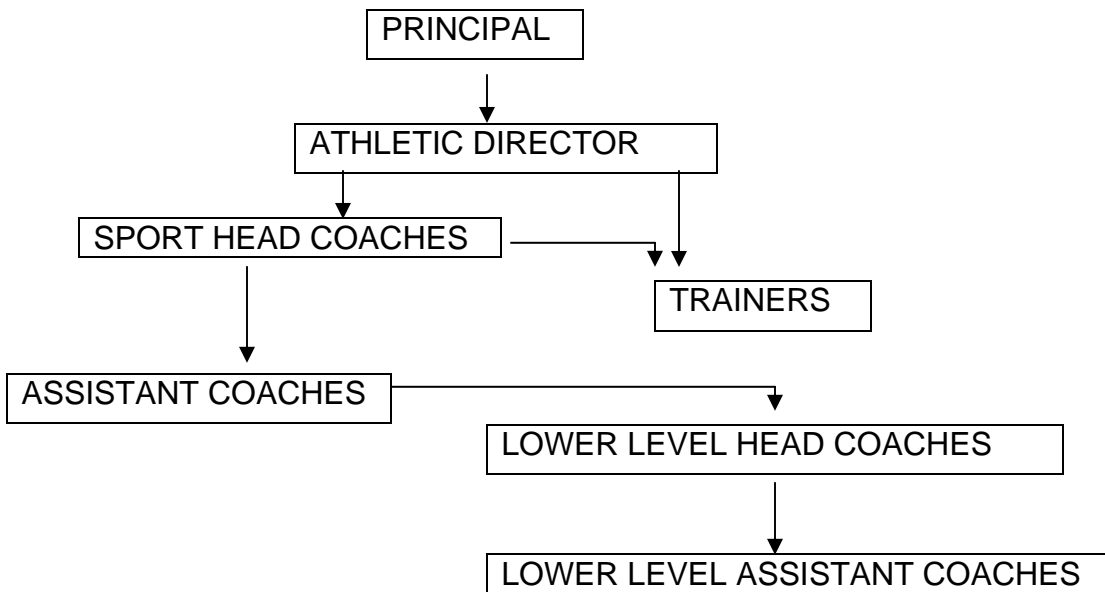 PRINCIPAL
ATHLETIC DIRECTOR
SPORT HEAD COACHES
TRAINERS
ASSISTANT COACHES
LOWER LEVEL HEAD COACHES
LOWER LEVEL ASSISTANT COACHES